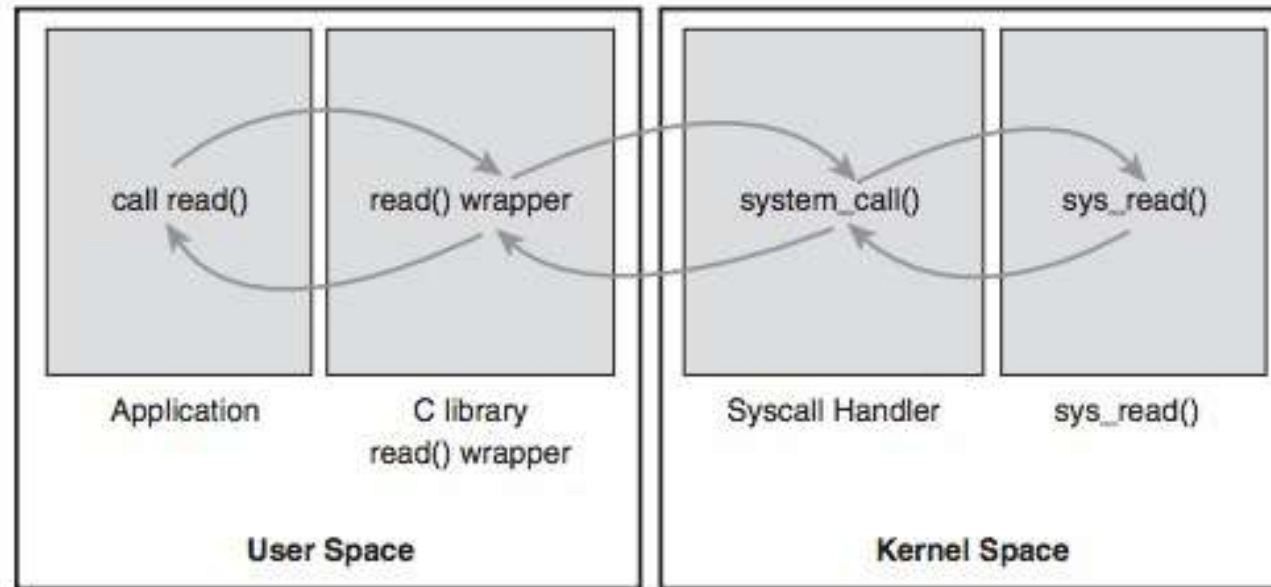 call read()
read() wrapper
system_call()
sys_read()
Application
C library
read() wrapper
Syscall Handler
sys_read()
User Space
Kernel Space